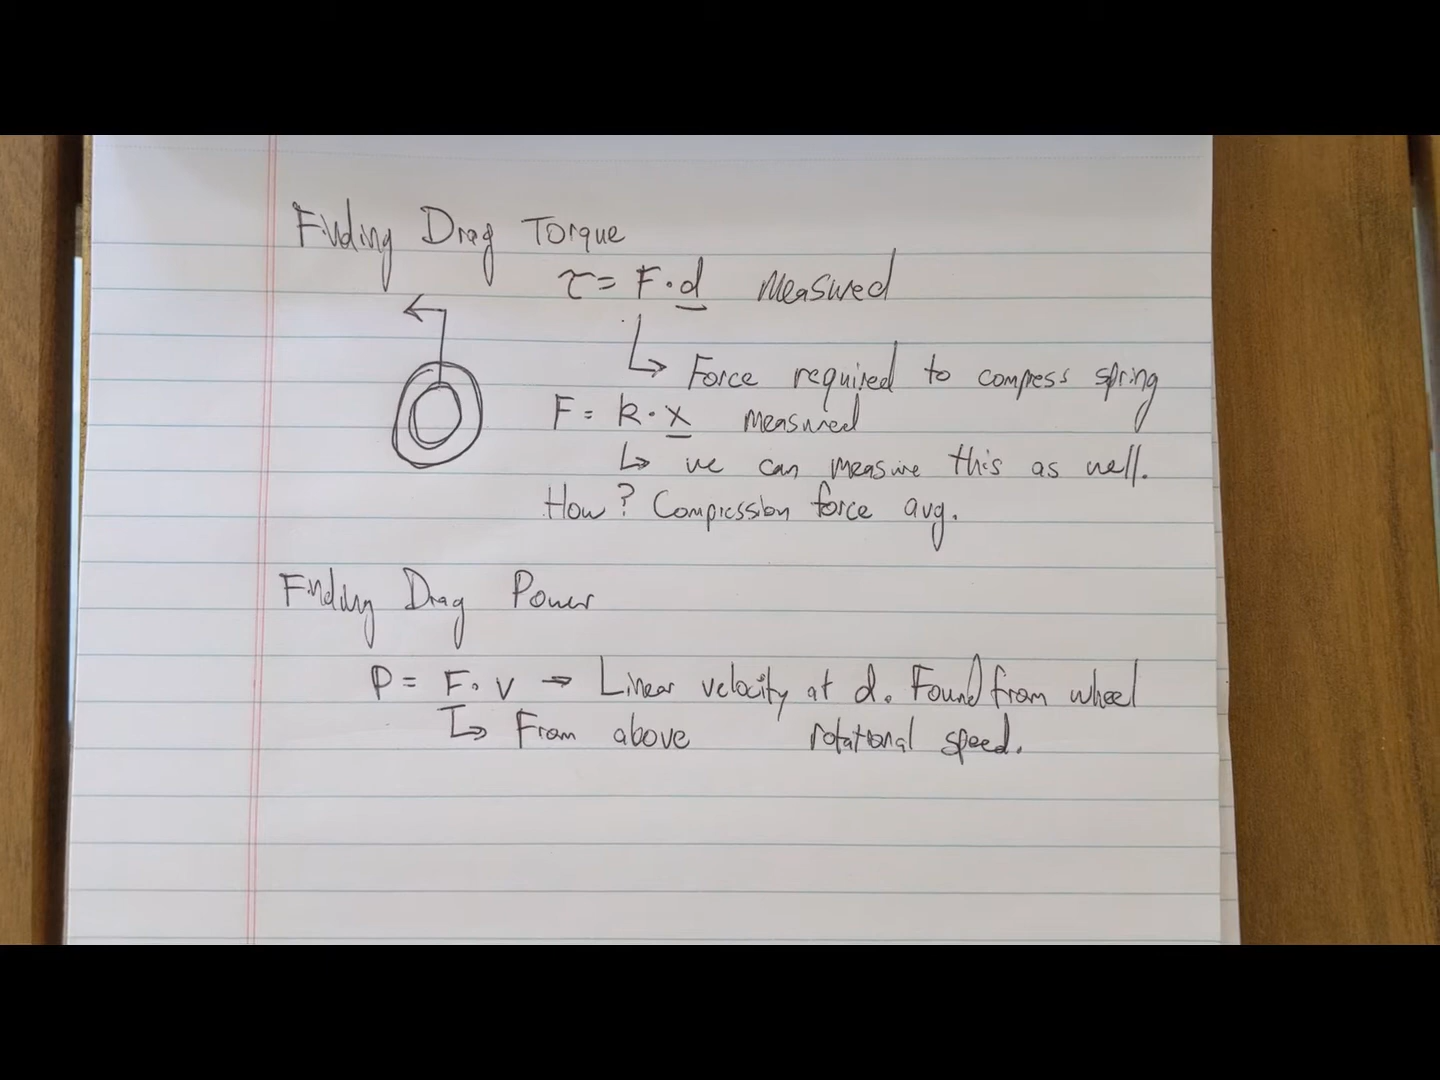 Finding Drag Torque
τ = F · d measured
↳ Force required to compress spring
F = k · x measured
↳ we can measure this as well.
How? Compression force avg.
Finding Drag Power
P = F · v → Linear velocity at d. Found from wheel
↳ From above rotational speed.